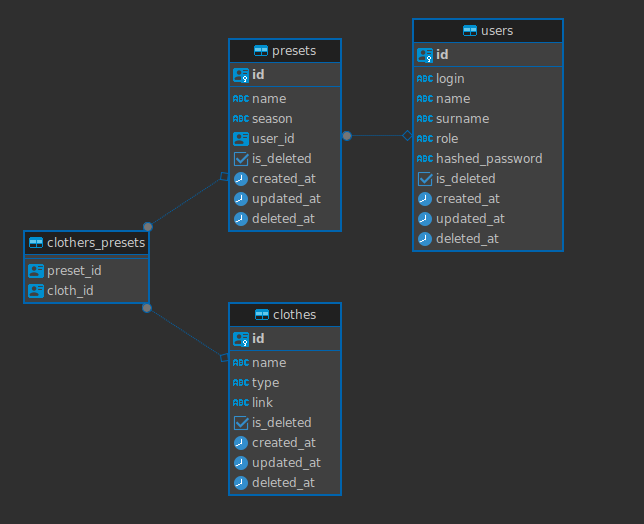 presets
id
name
season
user_id
is_deleted
created_at
updated_at
deleted_at
users
id
login
name
surname
role
hashed_password
is_deleted
created_at
updated_at
deleted_at
clothers_presets
preset_id
cloth_id
clothes
id
name
type
link
is_deleted
created_at
updated_at
deleted_at